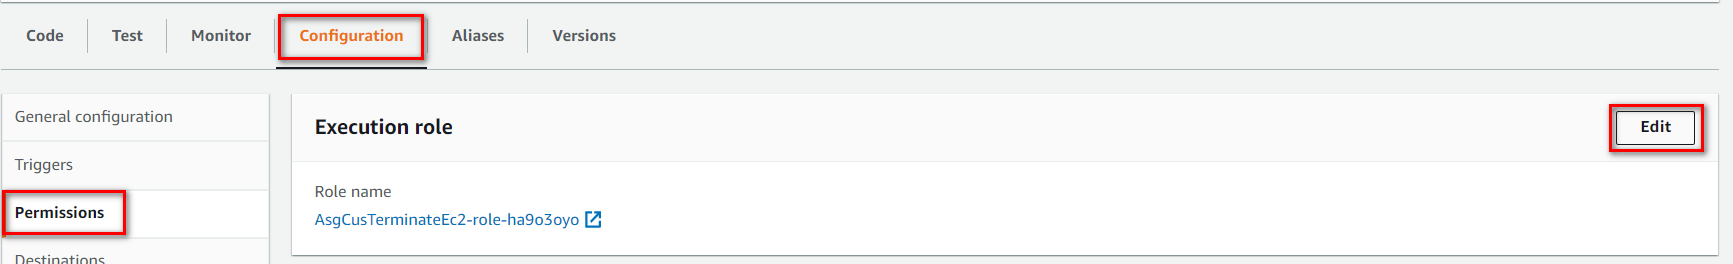 Code Test Monitor Configuration Aliases Versions
General configuration
Triggers
Permissions
Destinations
Execution role
Edit
Role name
AsgCusTerminateEc2-role-ha9o3oyo